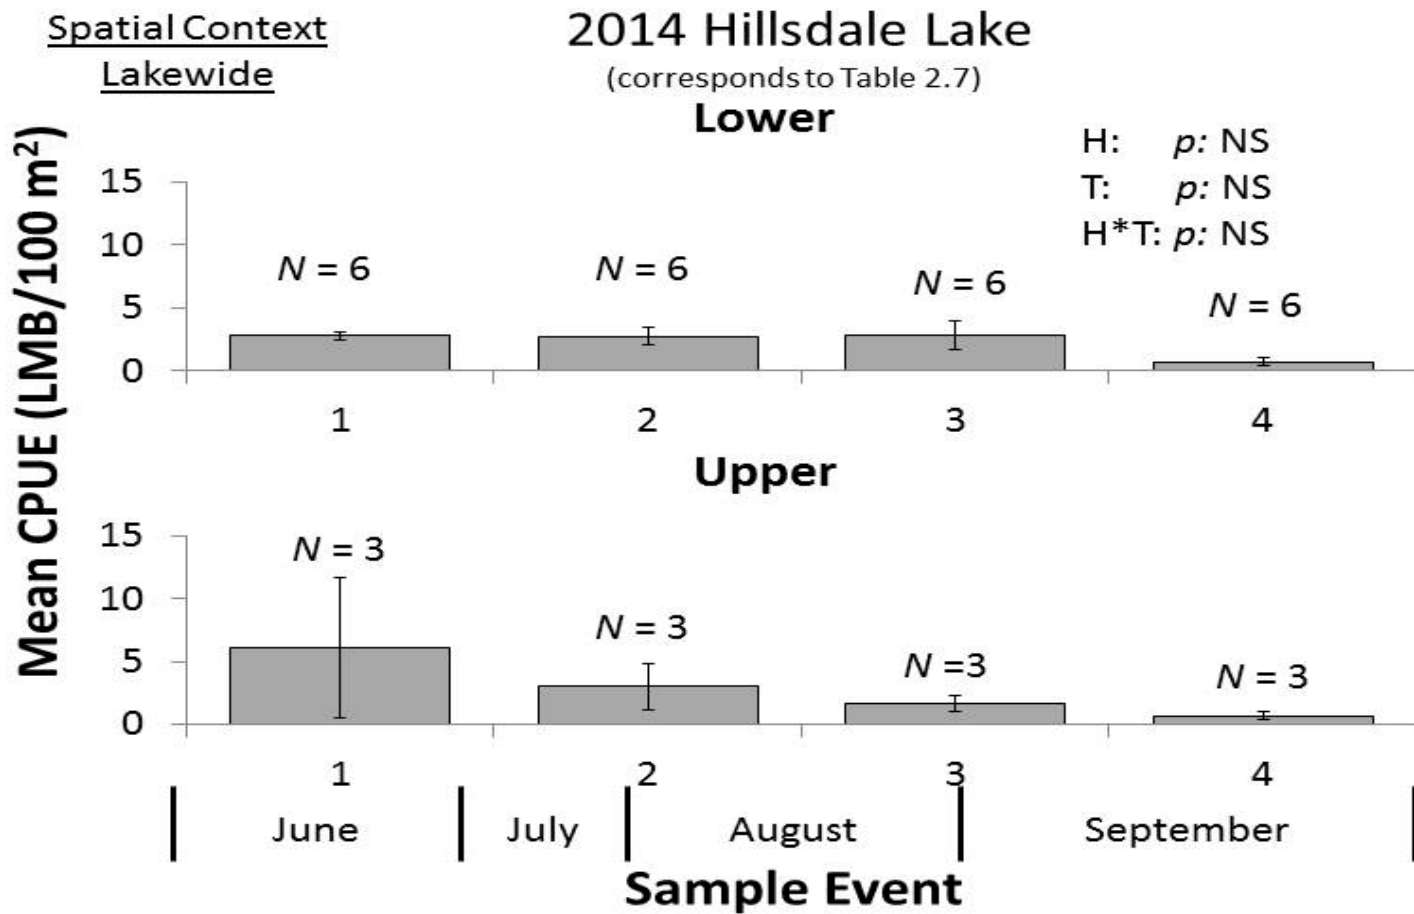 Spatial Context
Lakewide
2014 Hillsdale Lake
(corresponds to Table 2.7)
Lower
H: p: NS
T: p: NS
H*T: p: NS
Mean CPUE (LMB/100 m²)
15
10
5
0
N = 6
N = 6
N = 6
N = 6
1 2 3 4
Upper
15
10
5
0
N = 3
N = 3
N =3
N = 3
1 2 3 4
June July August September
Sample Event